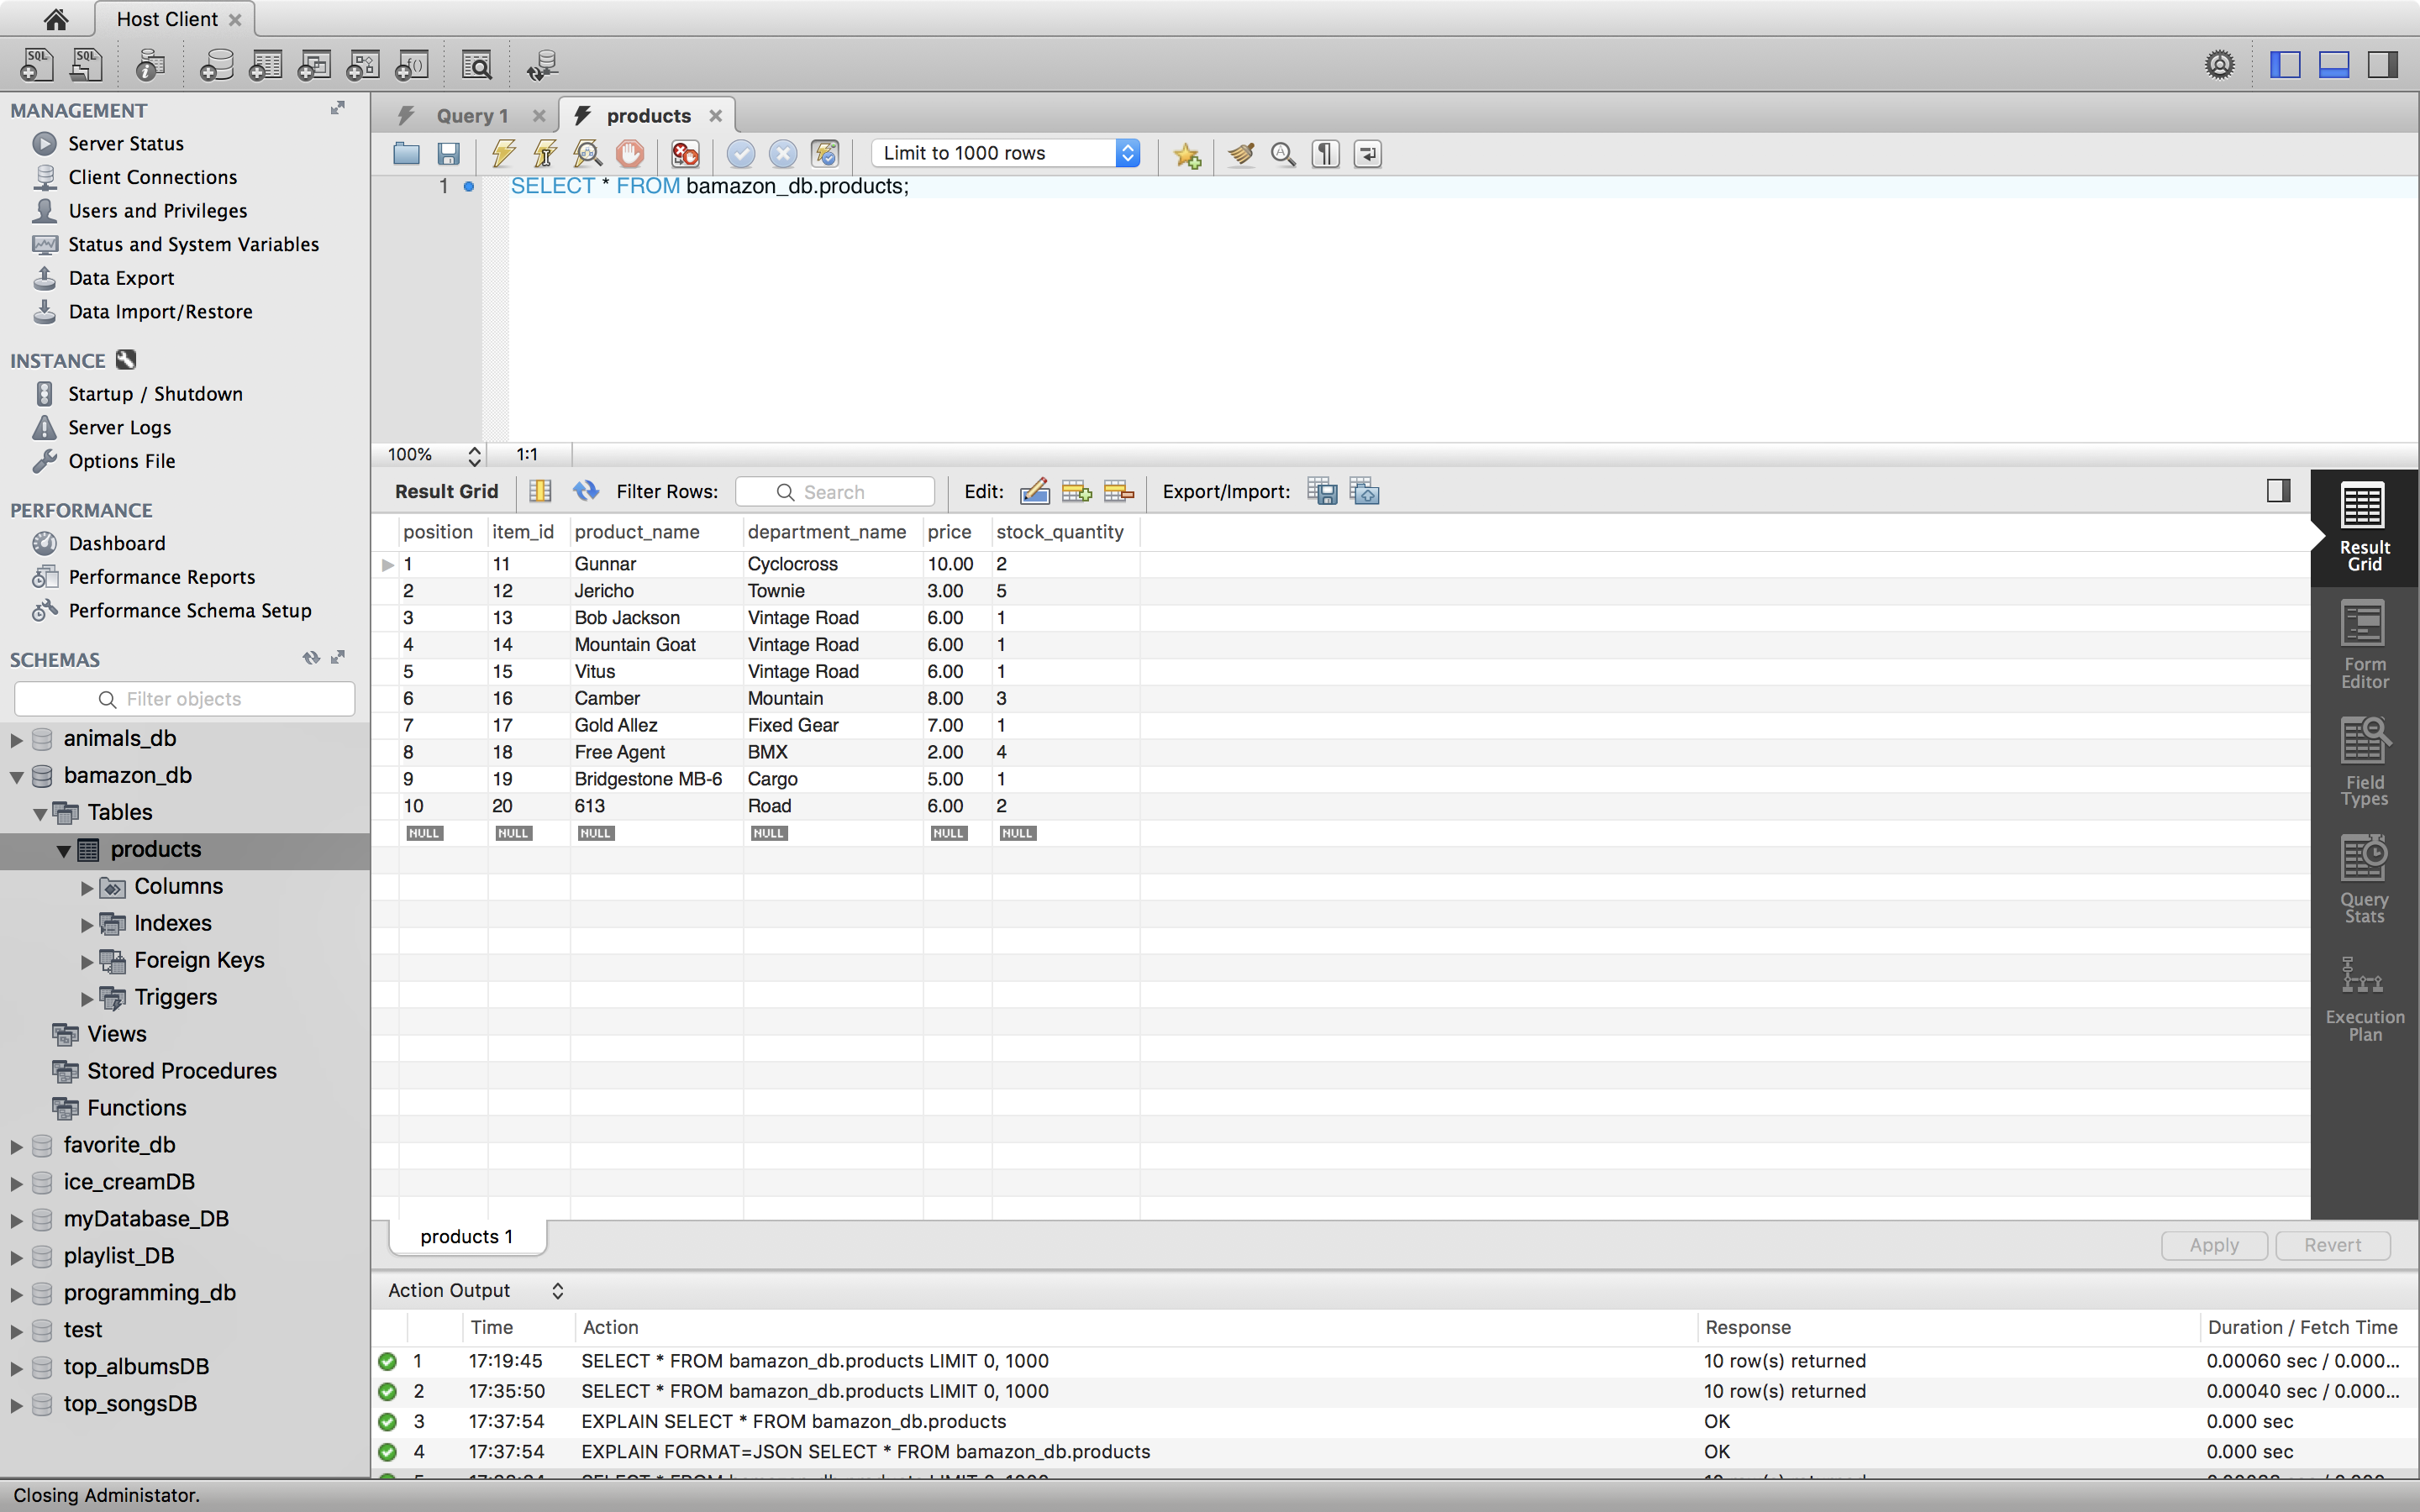 Host Client
SQL SQL
MANAGEMENT
Server Status
Client Connections
Users and Privileges
Status and System Variables
Data Export
Data Import/Restore
INSTANCE
Startup / Shutdown
Server Logs
Options File
PERFORMANCE
Dashboard
Performance Reports
Performance Schema Setup
SCHEMAS
Filter objects
animals_db
bamazon_db
Tables
products
Columns
Indexes
Foreign Keys
Triggers
Views
Stored Procedures
Functions
favorite_db
ice_creamDB
myDatabase_DB
playlist_DB
programming_db
test
top_albumsDB
top_songsDB
Query 1 products
Limit to 1000 rows
1 SELECT * FROM bamazon_db.products;
100% 1:1
Result Grid Filter Rows: Search Edit: Export/Import:
position item_id product_name department_name price stock_quantity
1 11 Gunnar Cyclocross 10.00 2
2 12 Jericho Townie 3.00 5
3 13 Bob Jackson Vintage Road 6.00 1
4 14 Mountain Goat Vintage Road 6.00 1
5 15 Vitus Vintage Road 6.00 1
6 16 Camber Mountain 8.00 3
7 17 Gold Allez Fixed Gear 7.00 1
8 18 Free Agent BMX 2.00 4
9 19 Bridgestone MB-6 Cargo 5.00 1
10 20 613 Road 6.00 2
NULL NULL NULL NULL NULL NULL
Result
Grid
Form
Editor
Field
Types
Query
Stats
Execution
Plan
products 1
Apply Revert
Action Output
Time Action Response Duration / Fetch Time
1 17:19:45 SELECT * FROM bamazon_db.products LIMIT 0, 1000 10 row(s) returned 0.00060 sec / 0.000...
2 17:35:50 SELECT * FROM bamazon_db.products LIMIT 0, 1000 10 row(s) returned 0.00040 sec / 0.000...
3 17:37:54 EXPLAIN SELECT * FROM bamazon_db.products OK 0.000 sec
4 17:37:54 EXPLAIN FORMAT=JSON SELECT * FROM bamazon_db.products OK 0.000 sec
Closing Administator.